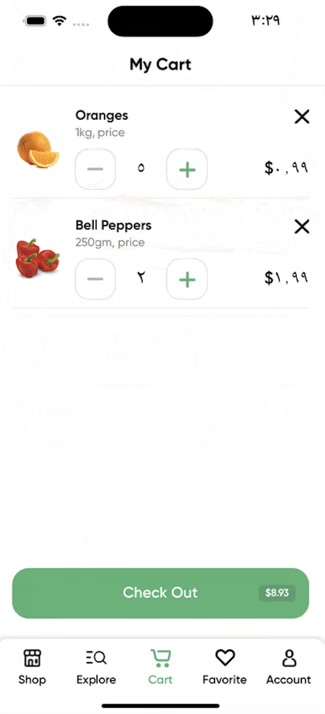 ٣:٢٩
My Cart
Oranges
1kg, price
٥
$٠,٩٩
Bell Peppers
250gm, price
٢
$١,٩٩
Check Out
$8.93
Shop
Explore
Cart
Favorite
Account